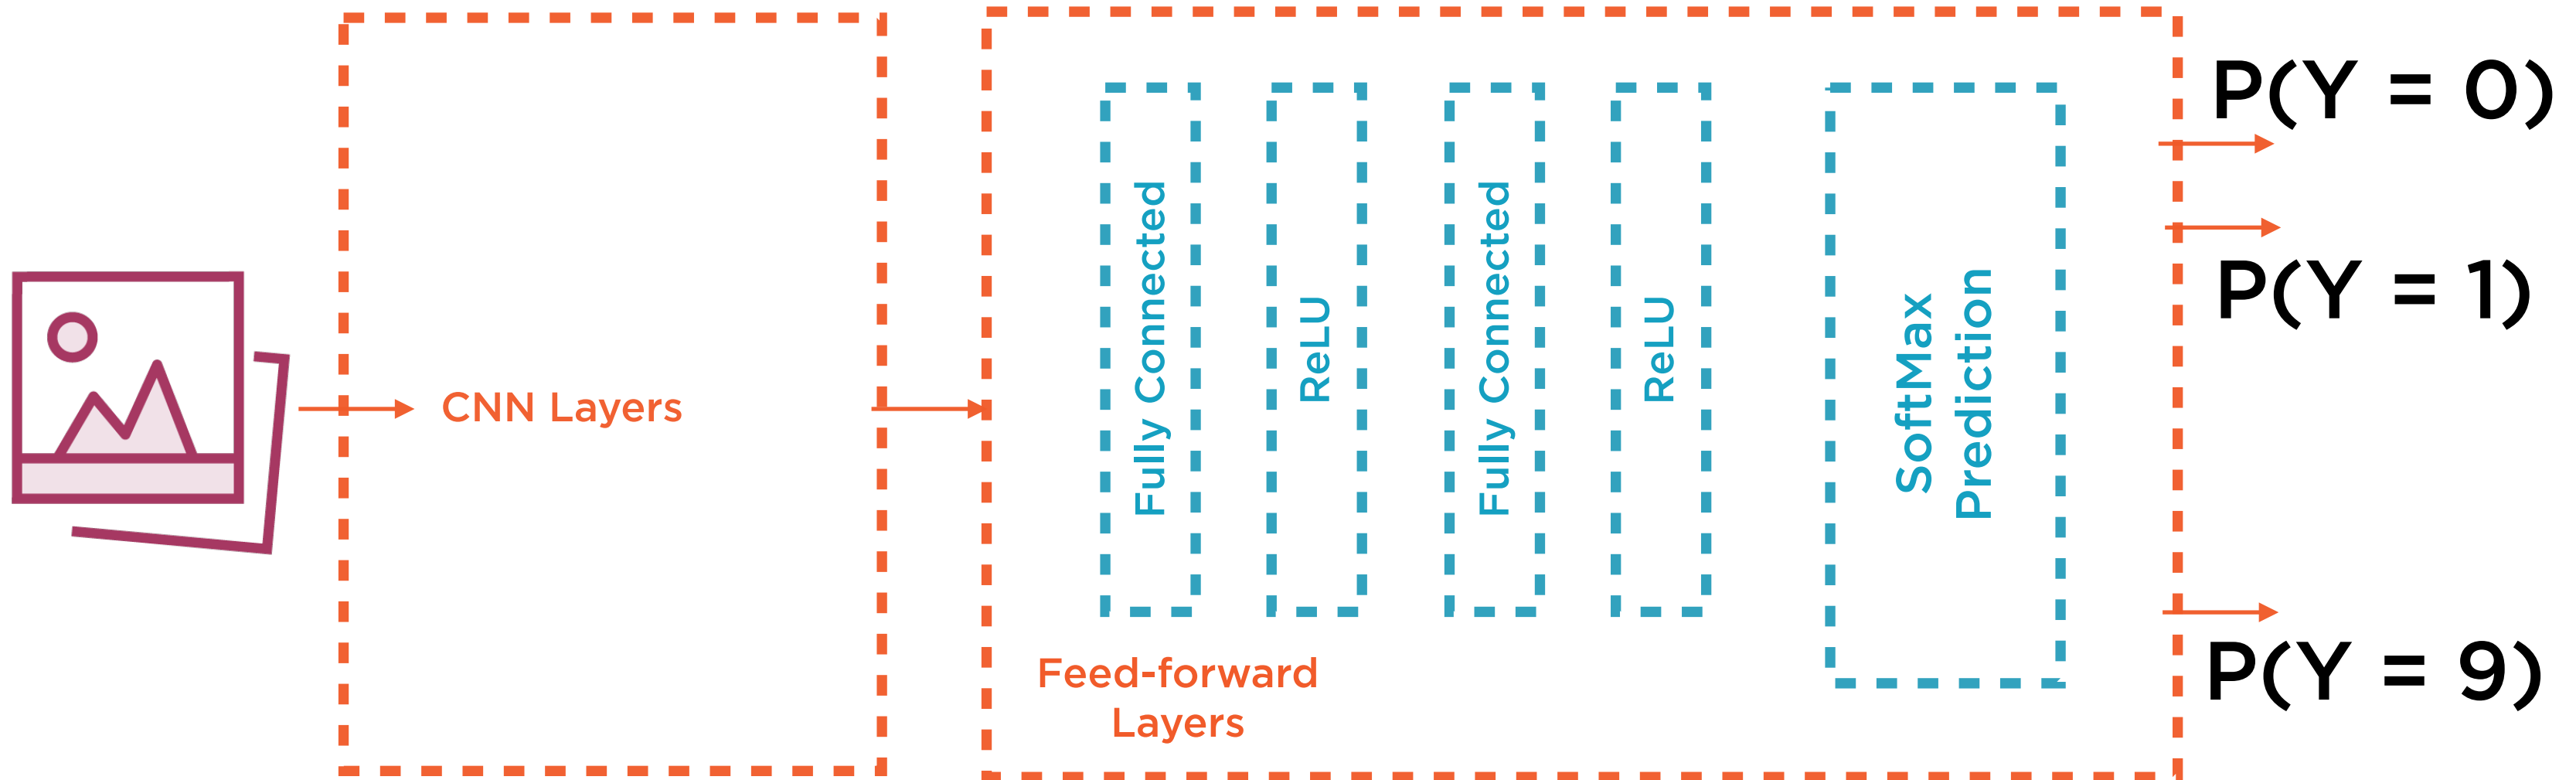 CNN Layers
Fully Connected
ReLU
Fully Connected
ReLU
SoftMax
Prediction
Feed-forward
Layers
P(Y = 0)
P(Y = 1)
P(Y = 9)